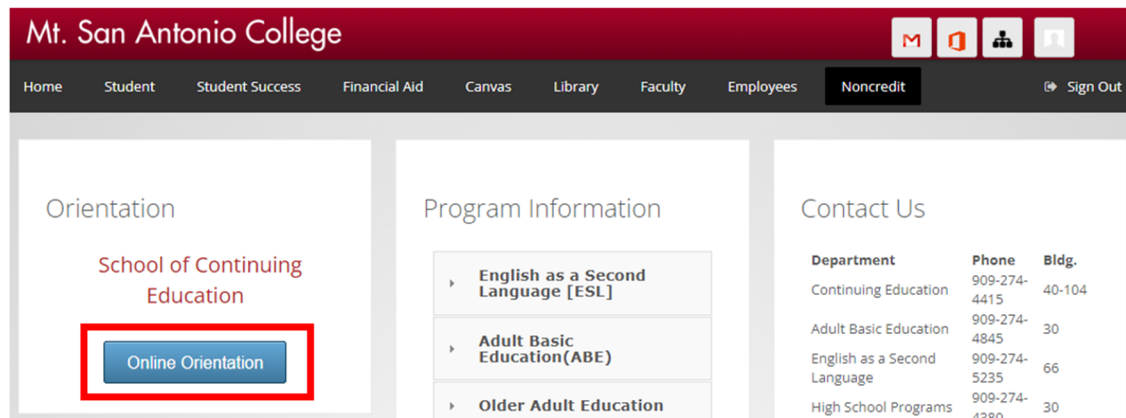 Mt. San Antonio College
Home Student Student Success Financial Aid Canvas Library Faculty Employees Noncredit Sign Out
Orientation
School of Continuing
Education
Online Orientation
Program Information
English as a Second
Language [ESL]
Adult Basic
Education(ABE)
Older Adult Education
Contact Us
Department Phone Bldg.
Continuing Education 909-274-4415 40-104
Adult Basic Education 909-274-4845 30
English as a Second
Language 909-274-5235 66
High School Programs 909-274-4380 30